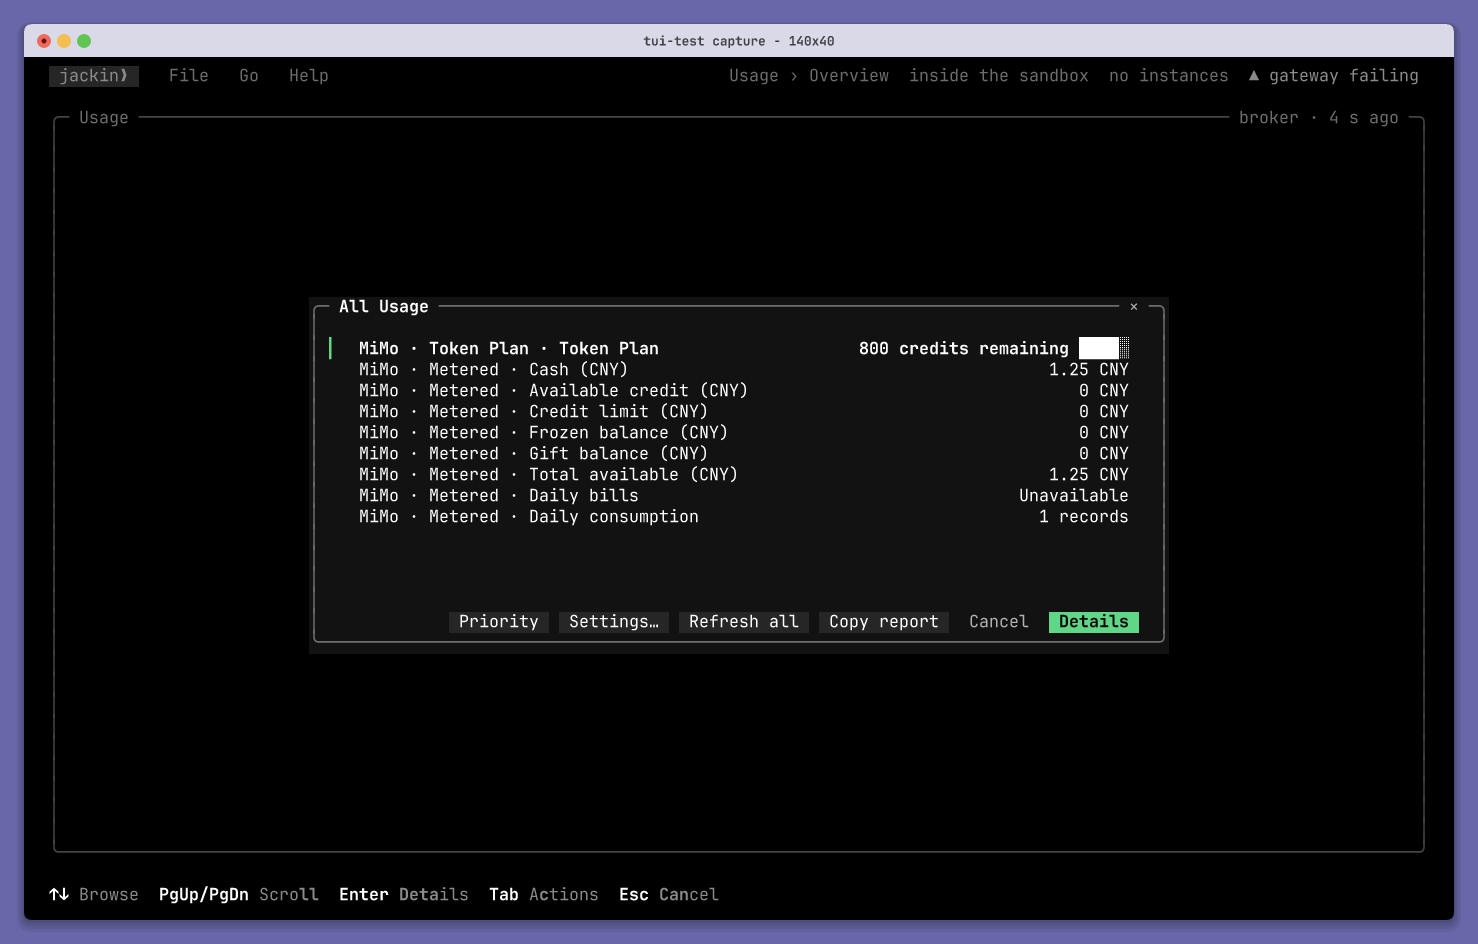 tui-test capture - 140x40
jackin❯ File Go Help Usage › Overview inside the sandbox no instances ▲ gateway failing
Usage broker · 4 s ago
All Usage ×
MiMo · Token Plan · Token Plan 800 credits remaining
MiMo · Metered · Cash (CNY) 1.25 CNY
MiMo · Metered · Available credit (CNY) 0 CNY
MiMo · Metered · Credit limit (CNY) 0 CNY
MiMo · Metered · Frozen balance (CNY) 0 CNY
MiMo · Metered · Gift balance (CNY) 0 CNY
MiMo · Metered · Total available (CNY) 1.25 CNY
MiMo · Metered · Daily bills Unavailable
MiMo · Metered · Daily consumption 1 records
Priority Settings… Refresh all Copy report Cancel Details
↑↓ Browse PgUp/PgDn Scroll Enter Details Tab Actions Esc Cancel